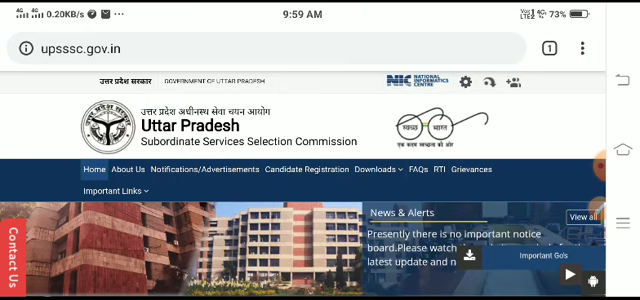 4G 4G 0.20KB/s ··· 9:59 AM 4G 73%
upsssc.gov.in 1
उत्तर प्रदेश सरकार GOVERNMENT OF UTTAR PRADESH NIC NATIONAL INFORMATICS CENTRE
उत्तर प्रदेश अधीनस्थ सेवा चयन आयोग
Uttar Pradesh
Subordinate Services Selection Commission
स्वच्छ भारत
एक कदम स्वच्छता की ओर
Home About Us Notifications/Advertisements Candidate Registration Downloads FAQs RTI Grievances
Important Links
Contact Us
News & Alerts View all
Presently there is no important notice
board.Please watch
latest update and n
Important Go's